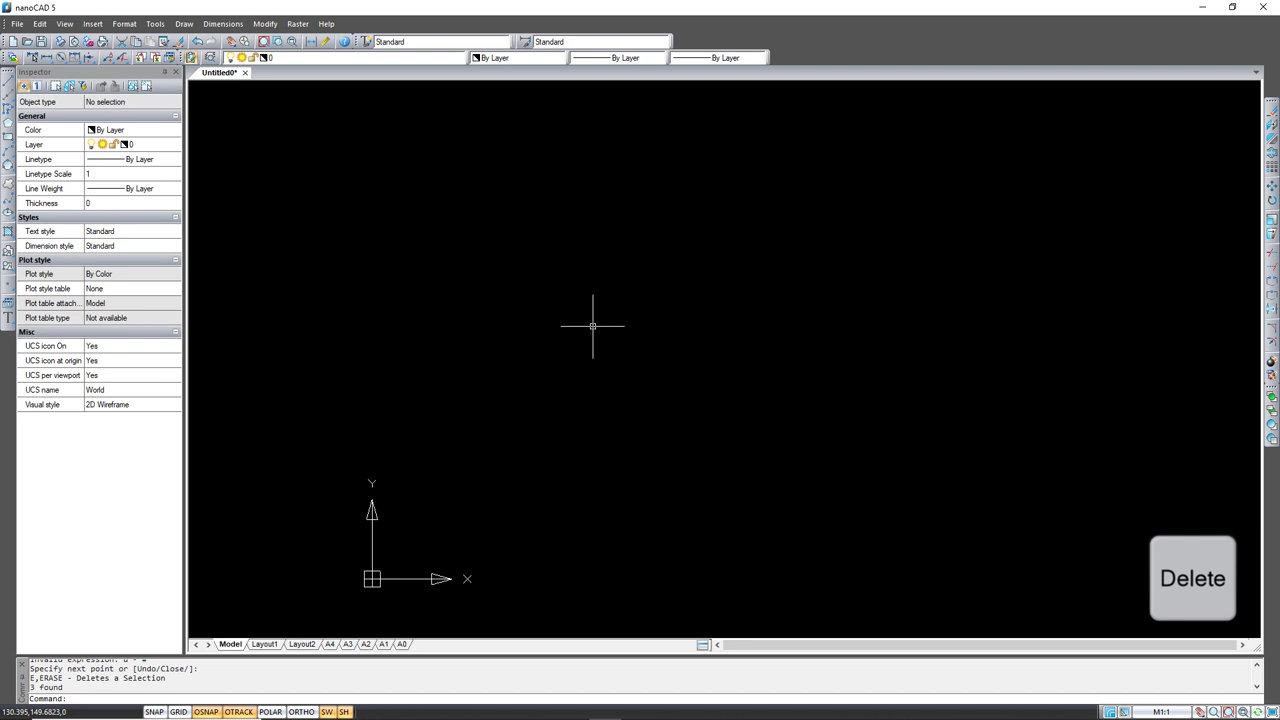 nanoCAD 5
File Edit View Insert Format Tools Draw Dimensions Modify Raster Help
Standard Standard
0 By Layer By Layer By Layer
Inspector Untitled0*
Object type No selection
General
Color By Layer
Layer 0
Linetype By Layer
Linetype Scale 1
Line Weight By Layer
Thickness 0
Styles
Text style Standard
Dimension style Standard
Plot style
Plot style By Color
Plot style table None
Plot table attach... Model
Plot table type Not available
Misc
UCS icon On Yes
UCS icon at origin Yes
UCS per viewport Yes
UCS name World
Visual style 2D Wireframe
Y
X
Delete
Model Layout1 Layout2 A4 A3 A2 A1 A0
Specify next point or [Undo/Close/]:
E,ERASE - Deletes a Selection
3 found
Command:
130.395,149.6823,0 SNAP GRID OSNAP OTRACK POLAR ORTHO SW SH M1:1